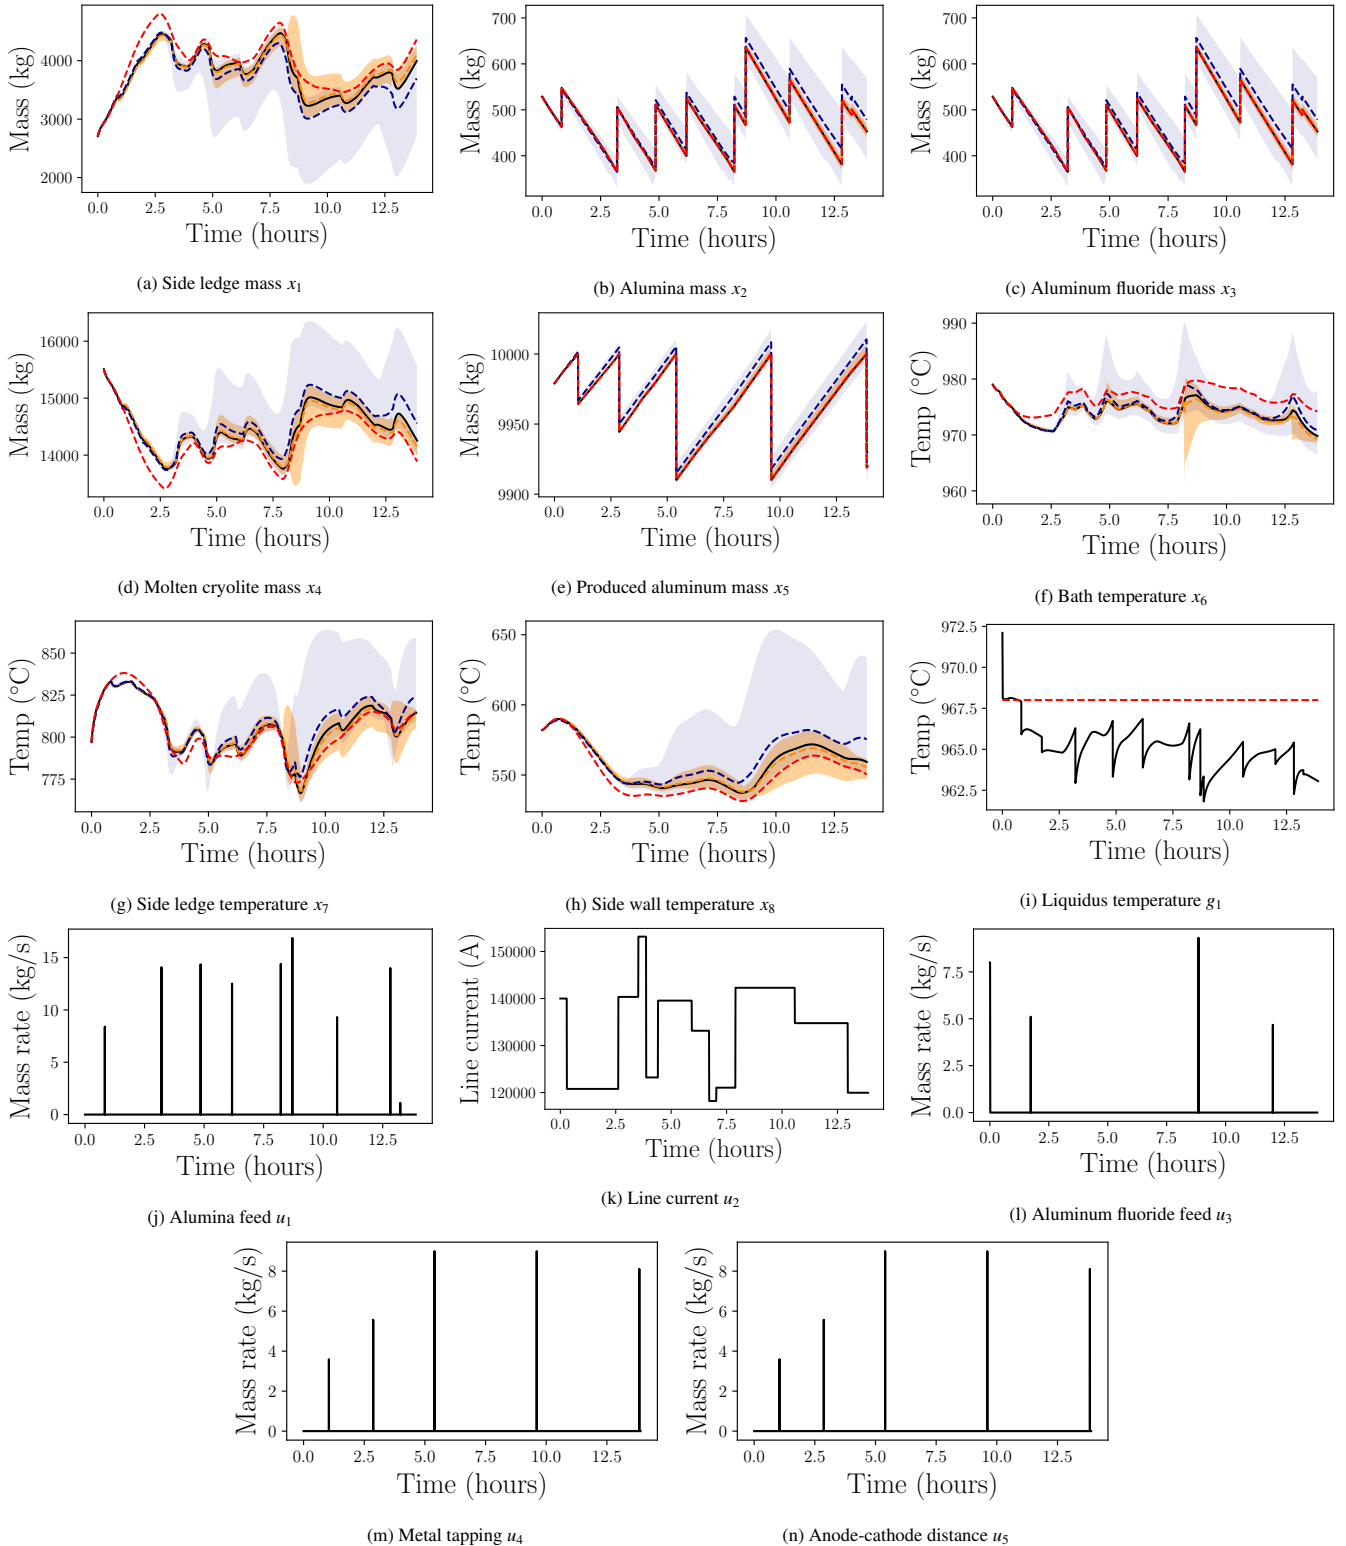 4000
3000
2000
Mass (kg)
0.0 2.5 5.0 7.5 10.0 12.5
Time (hours)
(a) Side ledge mass x1
700
600
500
400
Mass (kg)
0.0 2.5 5.0 7.5 10.0 12.5
Time (hours)
(b) Alumina mass x2
700
600
500
400
Mass (kg)
0.0 2.5 5.0 7.5 10.0 12.5
Time (hours)
(c) Aluminum fluoride mass x3
16000
15000
14000
Mass (kg)
0.0 2.5 5.0 7.5 10.0 12.5
Time (hours)
(d) Molten cryolite mass x4
10000
9950
9900
Mass (kg)
0.0 2.5 5.0 7.5 10.0 12.5
Time (hours)
(e) Produced aluminum mass x5
990
980
970
960
Temp (°C)
0.0 2.5 5.0 7.5 10.0 12.5
Time (hours)
(f) Bath temperature x6
850
825
800
775
Temp (°C)
0.0 2.5 5.0 7.5 10.0 12.5
Time (hours)
(g) Side ledge temperature x7
650
600
550
Temp (°C)
0.0 2.5 5.0 7.5 10.0 12.5
Time (hours)
(h) Side wall temperature x8
972.5
970.0
967.5
965.0
962.5
Temp (°C)
0.0 2.5 5.0 7.5 10.0 12.5
Time (hours)
(i) Liquidus temperature g1
15
10
5
0
Mass rate (kg/s)
0.0 2.5 5.0 7.5 10.0 12.5
Time (hours)
(j) Alumina feed u1
150000
140000
130000
120000
Line current (A)
0.0 2.5 5.0 7.5 10.0 12.5
Time (hours)
(k) Line current u2
7.5
5.0
2.5
0.0
Mass rate (kg/s)
0.0 2.5 5.0 7.5 10.0 12.5
Time (hours)
(l) Aluminum fluoride feed u3
8
6
4
2
0
Mass rate (kg/s)
0.0 2.5 5.0 7.5 10.0 12.5
Time (hours)
(m) Metal tapping u4
8
6
4
2
0
Mass rate (kg/s)
0.0 2.5 5.0 7.5 10.0 12.5
Time (hours)
(n) Anode-cathode distance u5